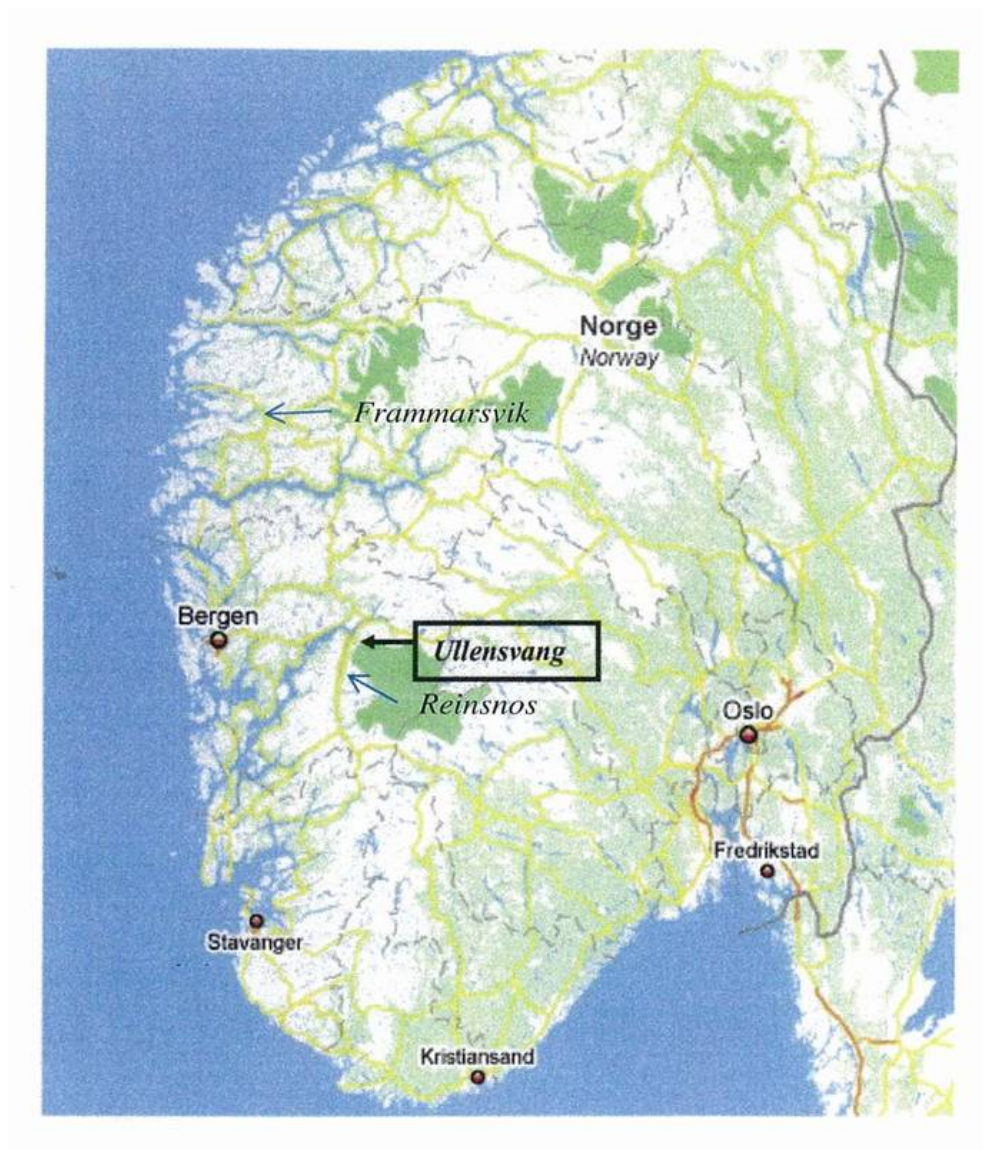 Norge
Norway
Frammarsvik
Bergen
Ullensvang
Reinsnos
Oslo
Fredrikstad
Stavanger
Kristiansand